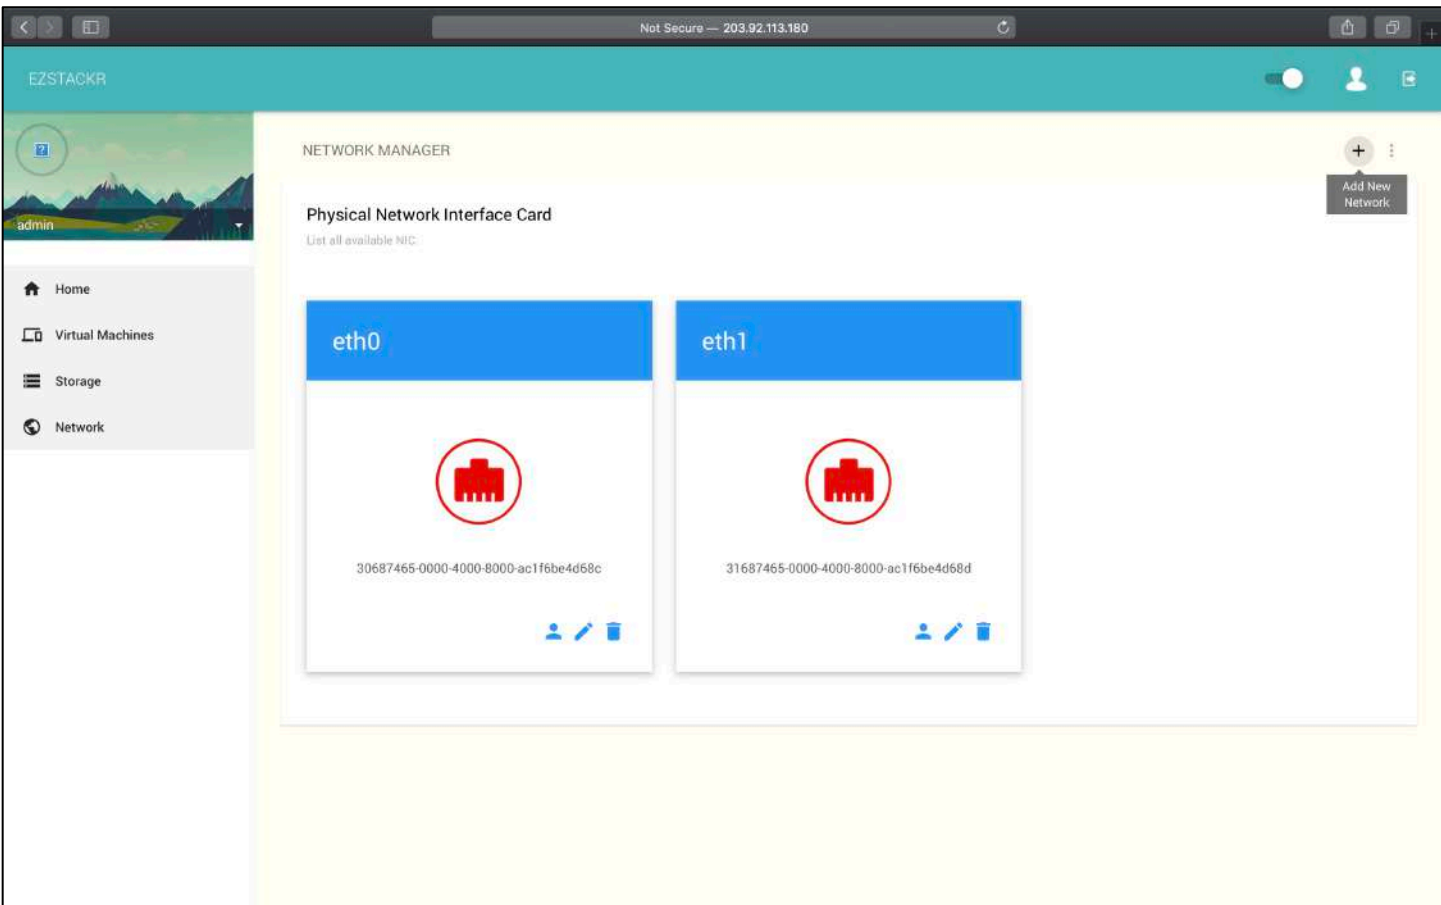 Not Secure — 203.92.113.180
EZSTACKR
NETWORK MANAGER
Add New
Network
admin
Physical Network Interface Card
List all available NIC.
Home
Virtual Machines
Storage
Network
eth0
eth1
30687465-0000-4000-8000-ac1f6be4d68c
31687465-0000-4000-8000-ac1f6be4d68d